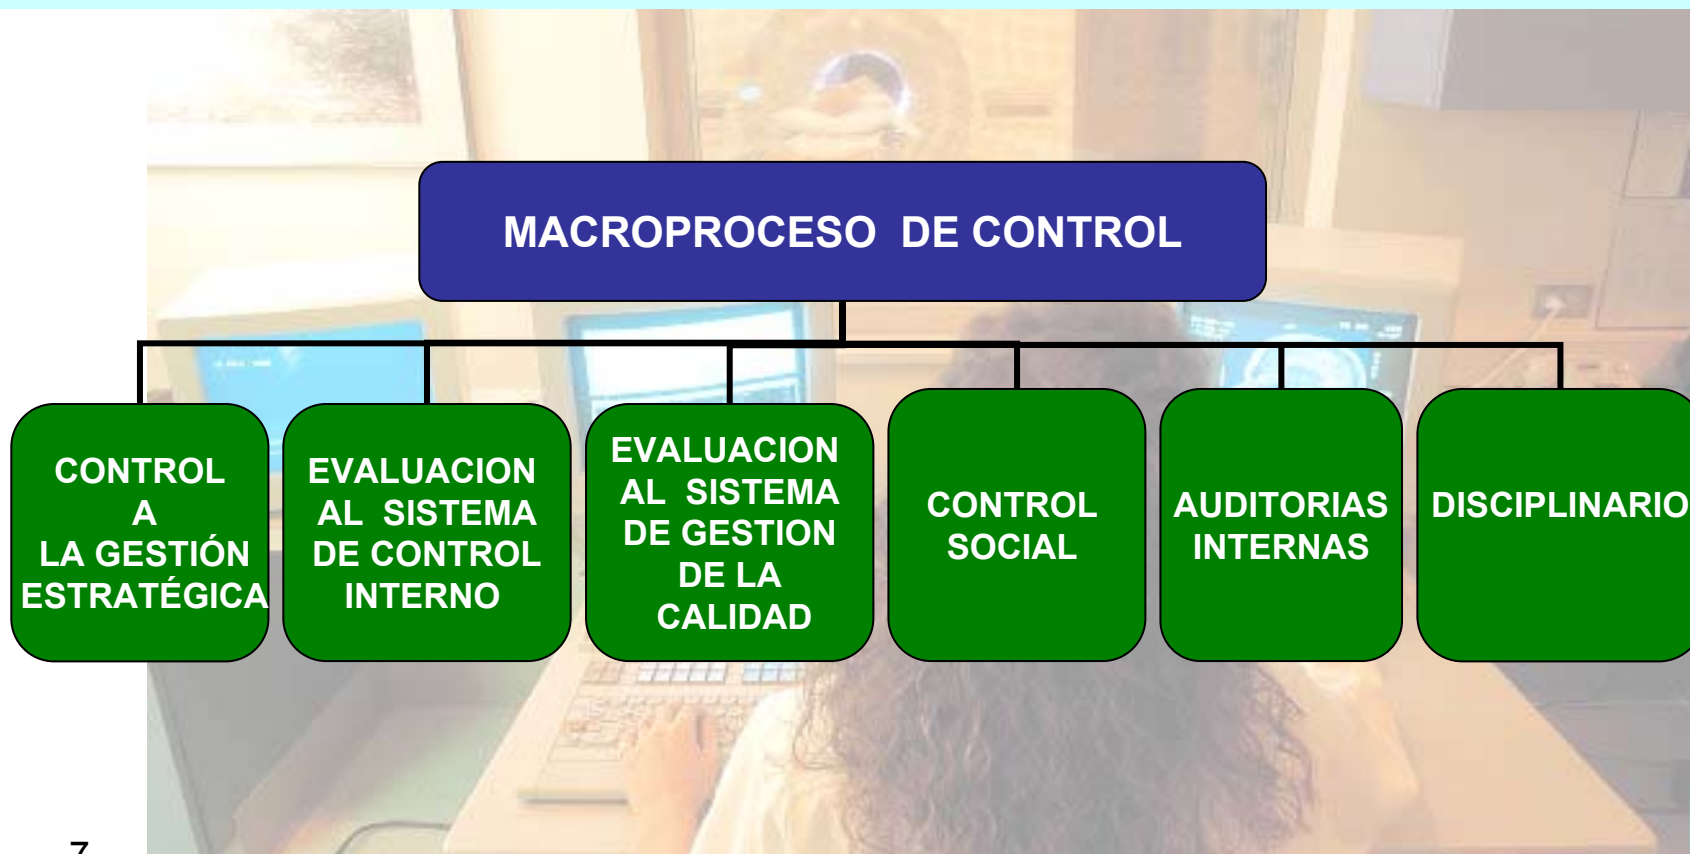 MACROPROCESO DE CONTROL
CONTROL
A
LA GESTIÓN
ESTRATÉGICA
EVALUACION
AL SISTEMA
DE CONTROL
INTERNO
EVALUACION
AL SISTEMA
DE GESTION
DE LA
CALIDAD
CONTROL
SOCIAL
AUDITORIAS
INTERNAS
DISCIPLINARIO
7